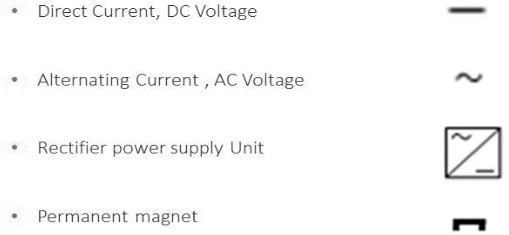 • Direct Current, DC Voltage
• Alternating Current , AC Voltage
• Rectifier power supply Unit
• Permanent magnet